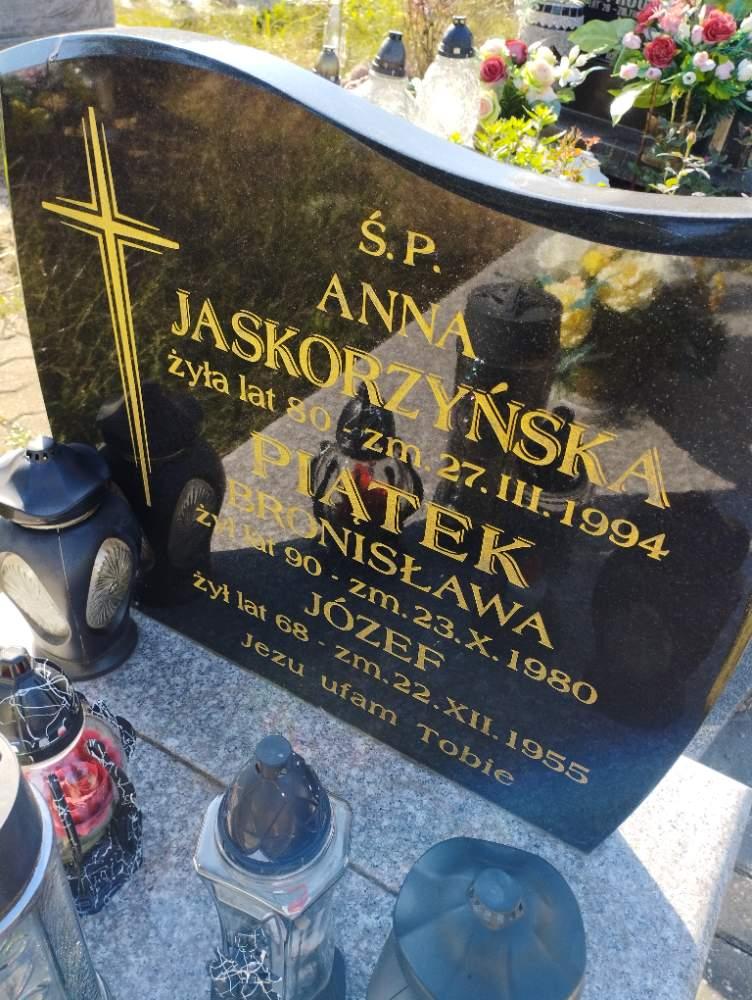 Ś.P.
ANNA
JASKORZYŃSKA
żyła lat 80 - zm. 27.III.1994
PIĄTEK
BRONISŁAWA
żył lat 90 - zm. 23.X.1980
JÓZEF
żył lat 68 - zm. 22.XII.1955
Jezu ufam Tobie